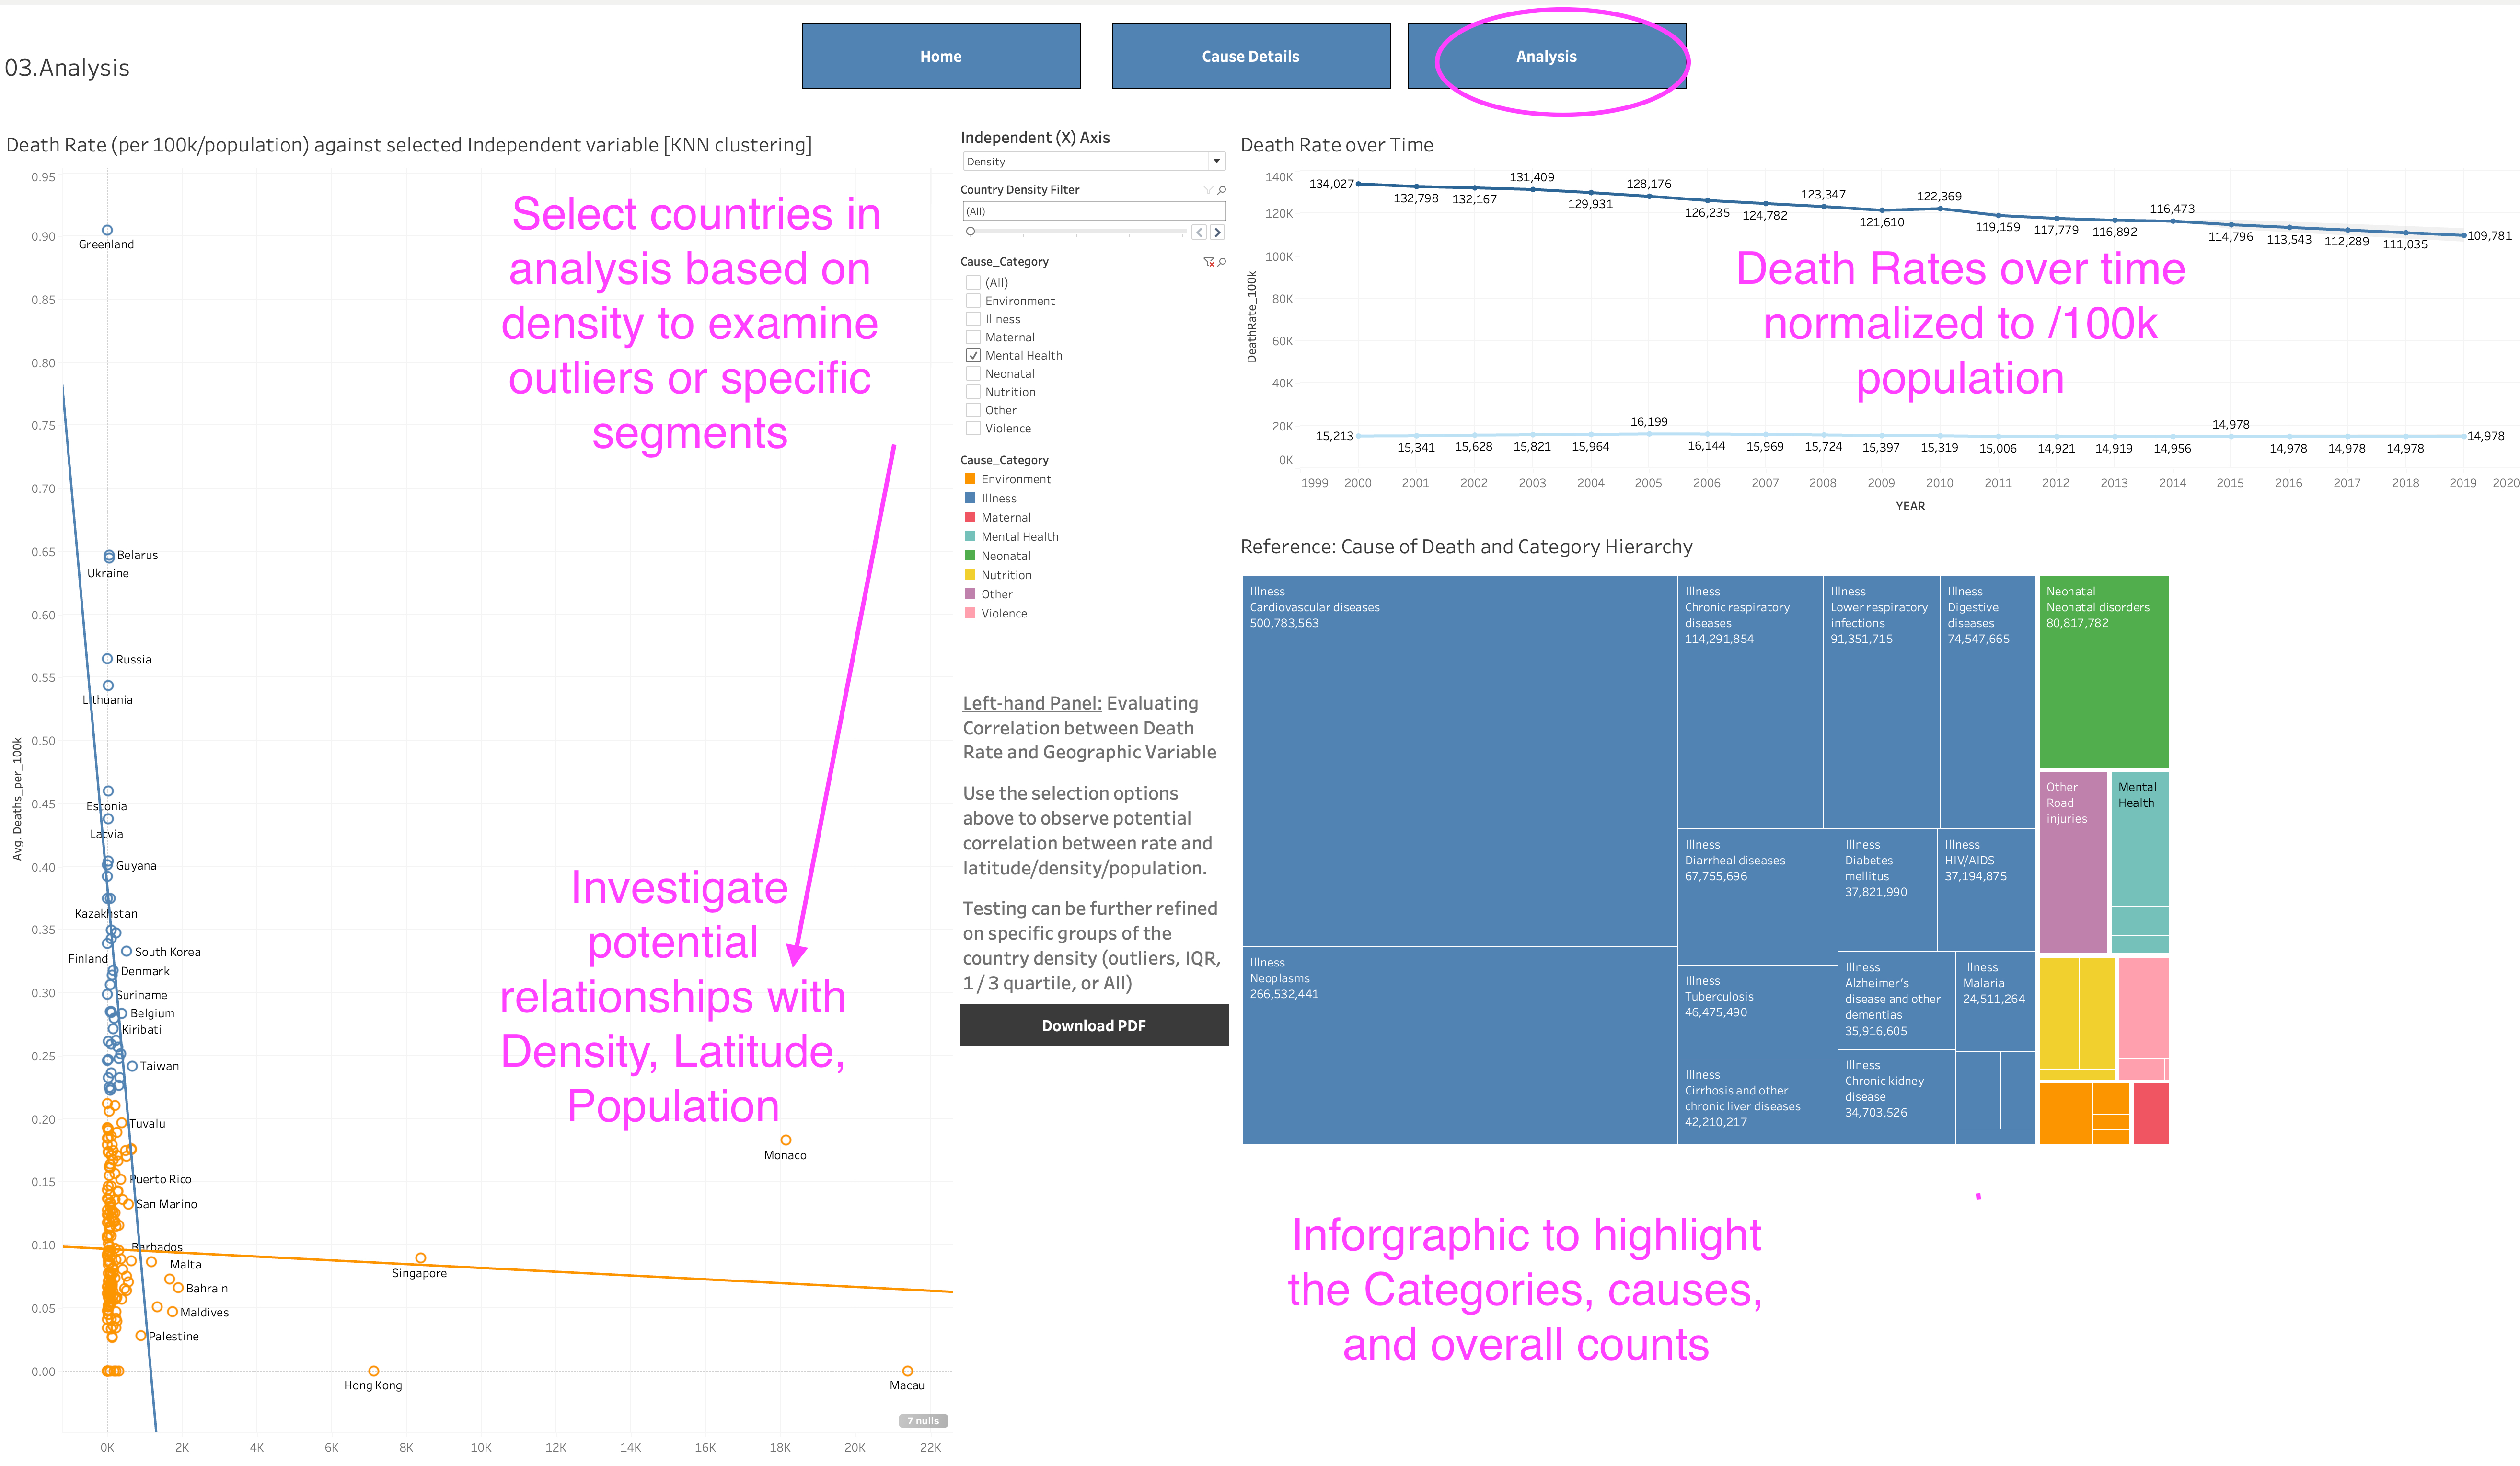 03.Analysis
Home
Cause Details
Analysis
Death Rate (per 100k/population) against selected Independent variable [KNN clustering]
0.95
0.90
0.85
0.80
0.75
0.70
0.65
0.60
0.55
0.50
0.45
0.40
0.35
0.30
0.25
0.20
0.15
0.10
0.05
0.00
Avg. Deaths_per_100k
Greenland
Belarus
Ukraine
Russia
Lithuania
Estonia
Latvia
Guyana
Kazakhstan
South Korea
Finland
Denmark
Suriname
Belgium
Kiribati
Taiwan
Tuvalu
Monaco
Puerto Rico
San Marino
Barbados
Malta
Singapore
Bahrain
Maldives
Palestine
Hong Kong
Macau
7 nulls
0K 2K 4K 6K 8K 10K 12K 14K 16K 18K 20K 22K
Select countries in
analysis based on
density to examine
outliers or specific
segments
Investigate
potential
relationships with
Density, Latitude,
Population
Independent (X) Axis
Density
Country Density Filter
(All)
Cause_Category
(All)
Environment
Illness
Maternal
Mental Health
Neonatal
Nutrition
Other
Violence
Cause_Category
Environment
Illness
Maternal
Mental Health
Neonatal
Nutrition
Other
Violence
Left-hand Panel: Evaluating
Correlation between Death
Rate and Geographic Variable
Use the selection options
above to observe potential
correlation between rate and
latitude/density/population.
Testing can be further refined
on specific groups of the
country density (outliers, IQR,
1 / 3 quartile, or All)
Download PDF
Death Rate over Time
140K
120K
100K
80K
60K
40K
20K
0K
DeathRate_100k
134,027 132,798 132,167 131,409 129,931 128,176 126,235 124,782 123,347 121,610 122,369 119,159 117,779 116,892 116,473 114,796 113,543 112,289 111,035 109,781
15,213 15,341 15,628 15,821 15,964 16,199 16,144 15,969 15,724 15,397 15,319 15,006 14,921 14,919 14,956 14,978 14,978 14,978 14,978 14,978
1999 2000 2001 2002 2003 2004 2005 2006 2007 2008 2009 2010 2011 2012 2013 2014 2015 2016 2017 2018 2019 2020
YEAR
Death Rates over time
normalized to /100k
population
Reference: Cause of Death and Category Hierarchy
Illness
Cardiovascular diseases
500,783,563
Illness
Neoplasms
266,532,441
Illness
Chronic respiratory
diseases
114,291,854
Illness
Lower respiratory
infections
91,351,715
Illness
Digestive
diseases
74,547,665
Illness
Diarrheal diseases
67,755,696
Illness
Tuberculosis
46,475,490
Illness
Cirrhosis and other
chronic liver diseases
42,210,217
Illness
Diabetes
mellitus
37,821,990
Illness
HIV/AIDS
37,194,875
Illness
Alzheimer's
disease and other
dementias
35,916,605
Illness
Malaria
24,511,264
Illness
Chronic kidney
disease
34,703,526
Neonatal
Neonatal disorders
80,817,782
Other
Road
injuries
Mental
Health
Inforgraphic to highlight
the Categories, causes,
and overall counts